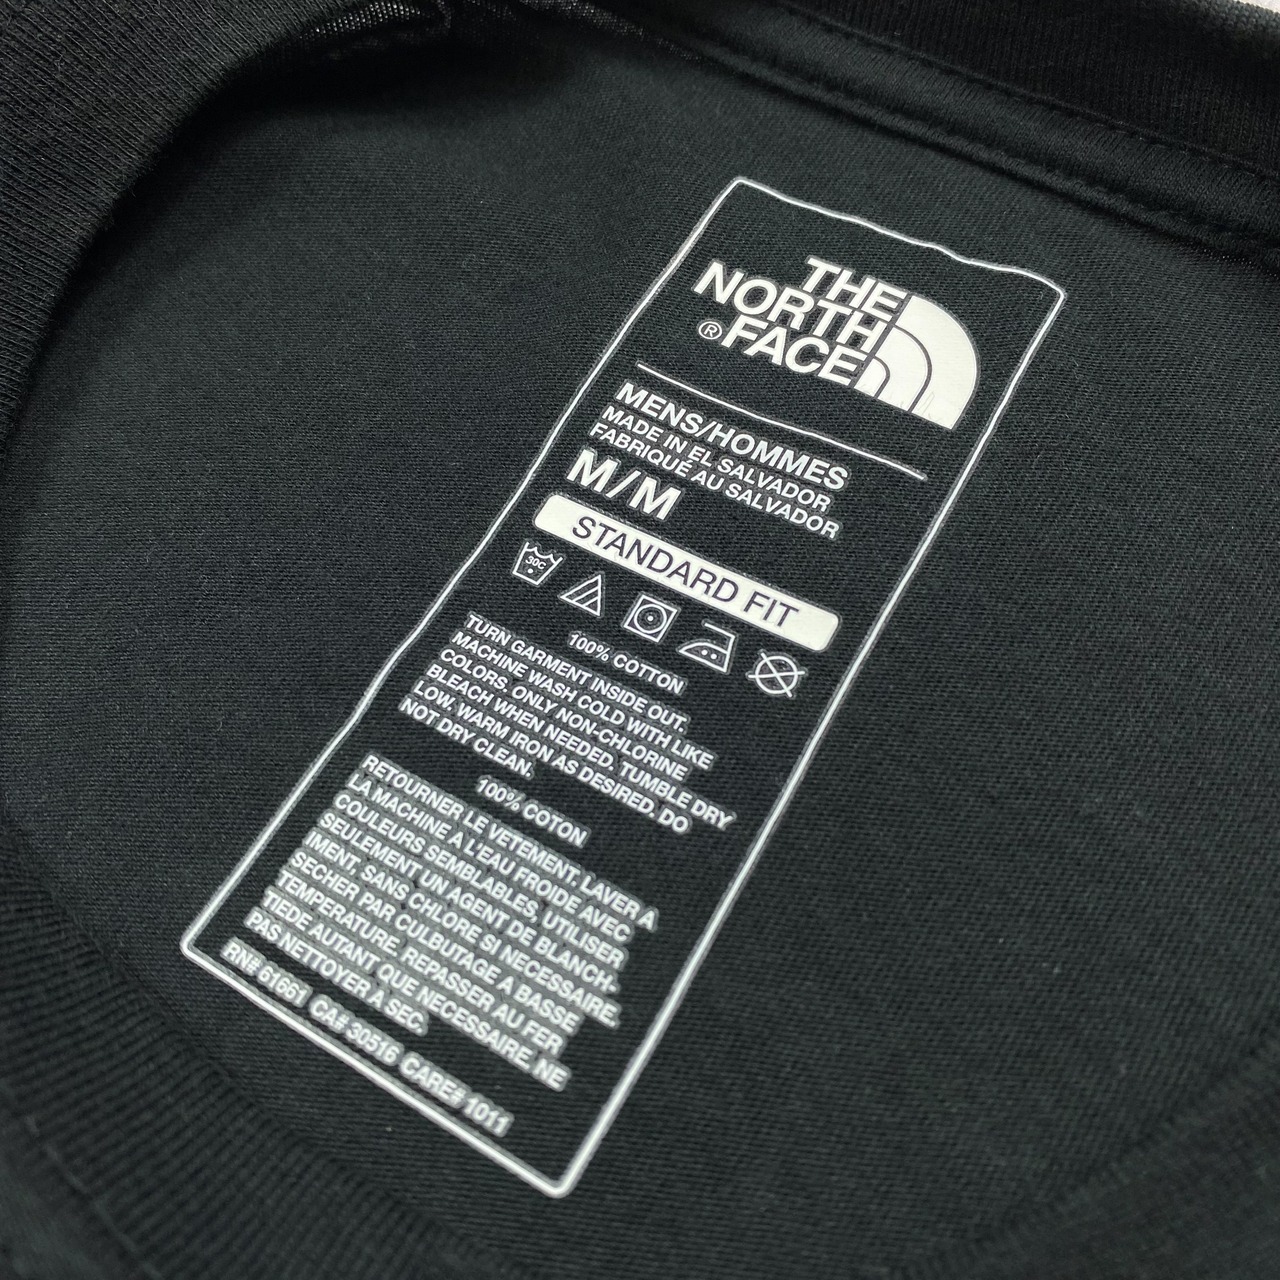 THE
NORTH
® FACE
MENS/HOMMES
MADE IN EL SALVADOR
FABRIQUÉ AU SALVADOR
M/M
STANDARD FIT
30C
100% COTTON
TURN GARMENT INSIDE OUT.
MACHINE WASH COLD WITH LIKE
COLORS. ONLY NON-CHLORINE
BLEACH WHEN NEEDED. TUMBLE DRY
LOW. WARM IRON AS DESIRED. DO
NOT DRY CLEAN.
100% COTON
RETOURNER LE VETEMENT. LAVER A
LA MACHINE A L'EAU FROIDE AVEC
COULEURS SEMBLABLES, UTILISER
SEULEMENT UN AGENT DE BLANCH-
IMENT, SANS CHLORE SI NECESSAIRE.
SECHER PAR CULBUTAGE A BASSE
TEMPERATURE. REPASSER AU FER
TIEDE AUTANT QUE NECESSAIRE. NE
PAS NETTOYER A SEC.
RN# 61661 CA# 30516 CARE# 1011